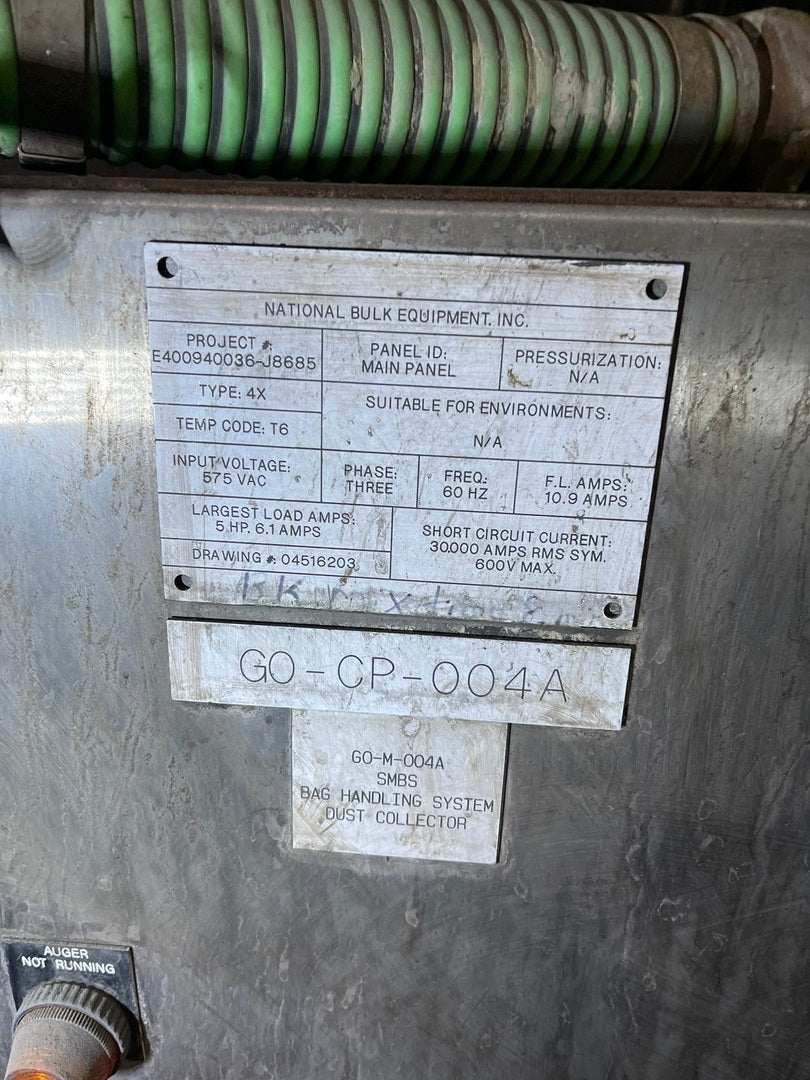 NATIONAL BULK EQUIPMENT. INC.
PROJECT #:
E400940036-J8685
PANEL ID:
MAIN PANEL
PRESSURIZATION:
N/A
TYPE: 4X
TEMP CODE: T6
SUITABLE FOR ENVIRONMENTS:
N/A
INPUT VOLTAGE:
575 VAC
PHASE:
THREE
FREQ.:
60 HZ
F.L. AMPS:
10.9 AMPS
LARGEST LOAD AMPS:
5 HP. 6.1 AMPS
DRAWING #: 04516203
SHORT CIRCUIT CURRENT:
30,000 AMPS RMS SYM.
600V MAX.
GO-CP-004A
GO-M-004A
SMBS
BAG HANDLING SYSTEM
DUST COLLECTOR
AUGER
NOT RUNNING